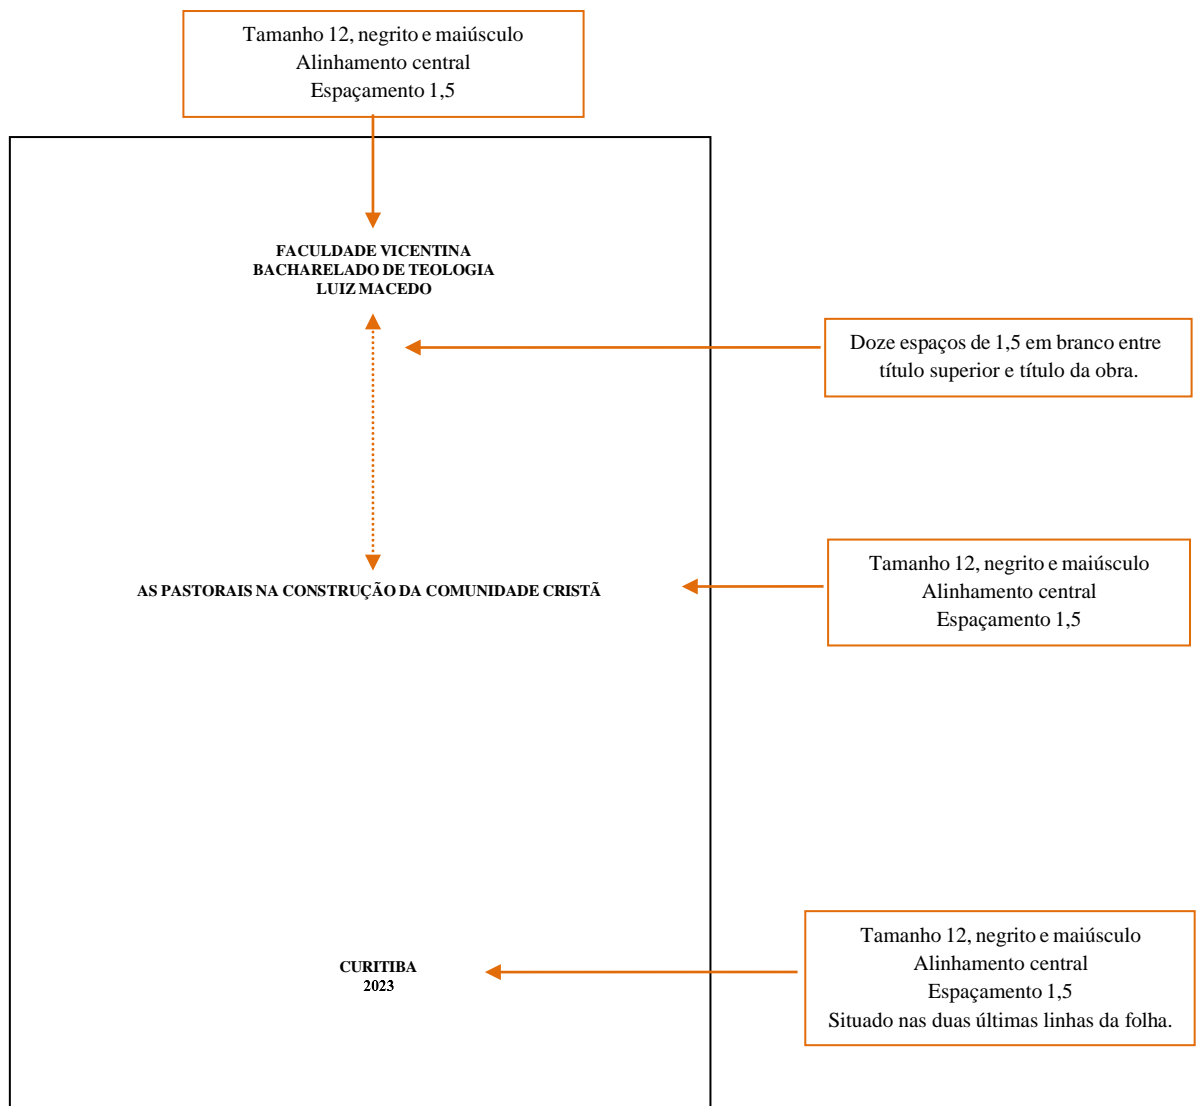 Tamanho 12, negrito e maiúsculo
Alinhamento central
Espaçamento 1,5
FACULDADE VICENTINA
BACHARELADO DE TEOLOGIA
LUIZ MACEDO
Doze espaços de 1,5 em branco entre
título superior e título da obra.
AS PASTORAIS NA CONSTRUÇÃO DA COMUNIDADE CRISTÃ
Tamanho 12, negrito e maiúsculo
Alinhamento central
Espaçamento 1,5
CURITIBA
2023
Tamanho 12, negrito e maiúsculo
Alinhamento central
Espaçamento 1,5
Situado nas duas últimas linhas da folha.